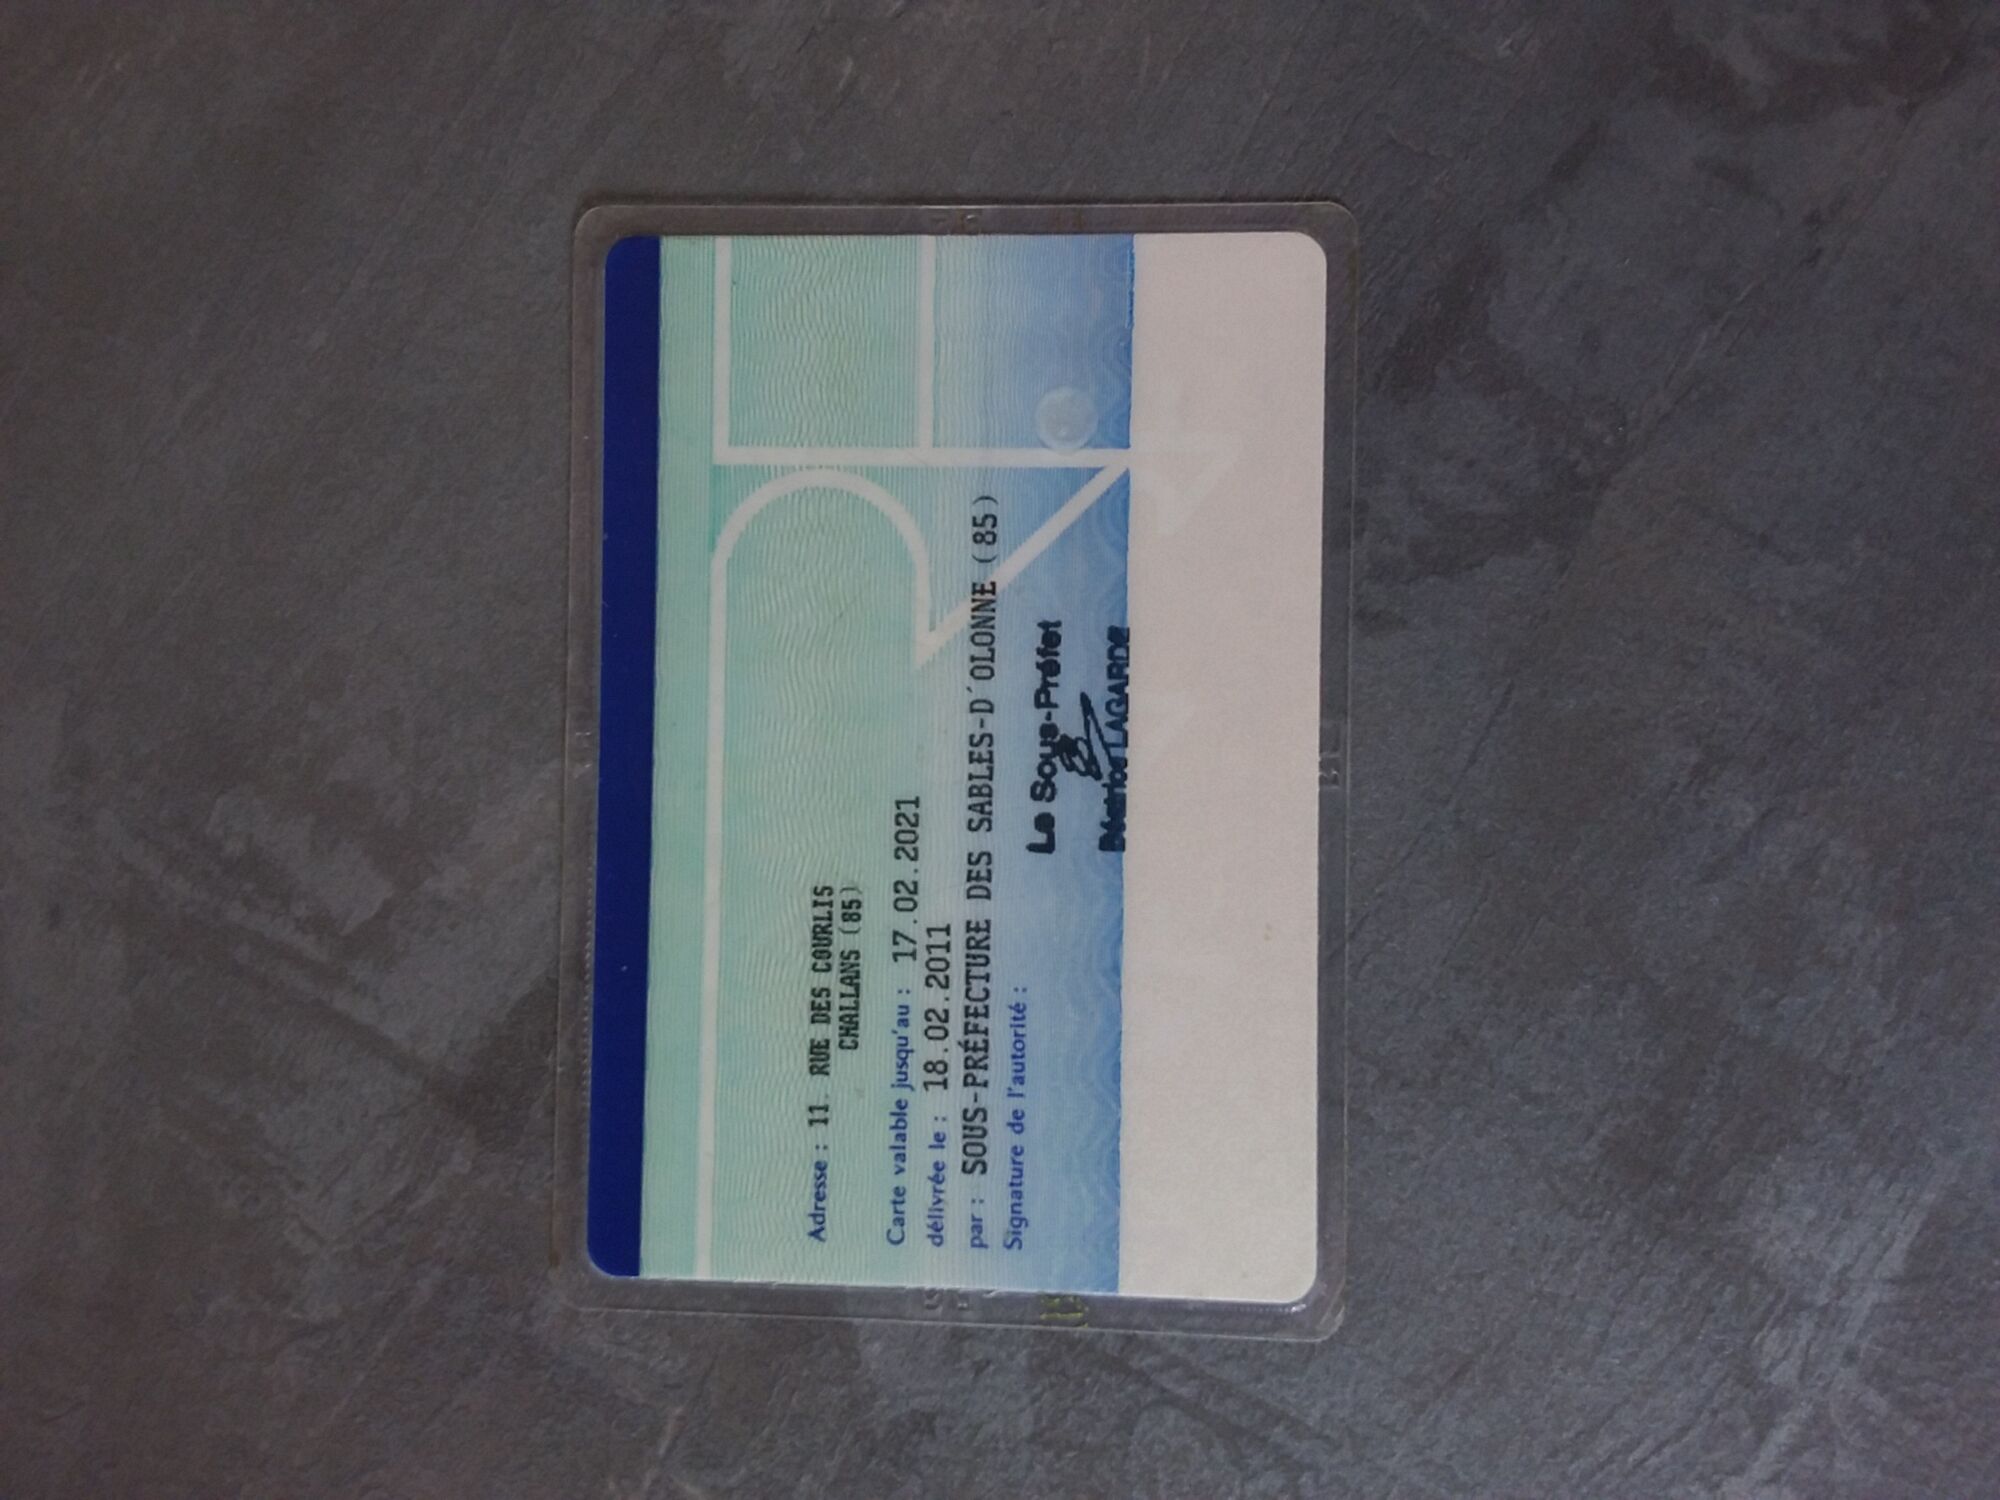 Adresse : 11 RUE DES COURLIS
CHALLANS (85)
Carte valable jusqu'au : 17.02.2021
délivrée le : 18.02.2011
par : SOUS-PRÉFECTURE DES SABLES-D'OLONNE (85)
Signature de l'autorité :
Le Sous-Préfet
LAGARDE